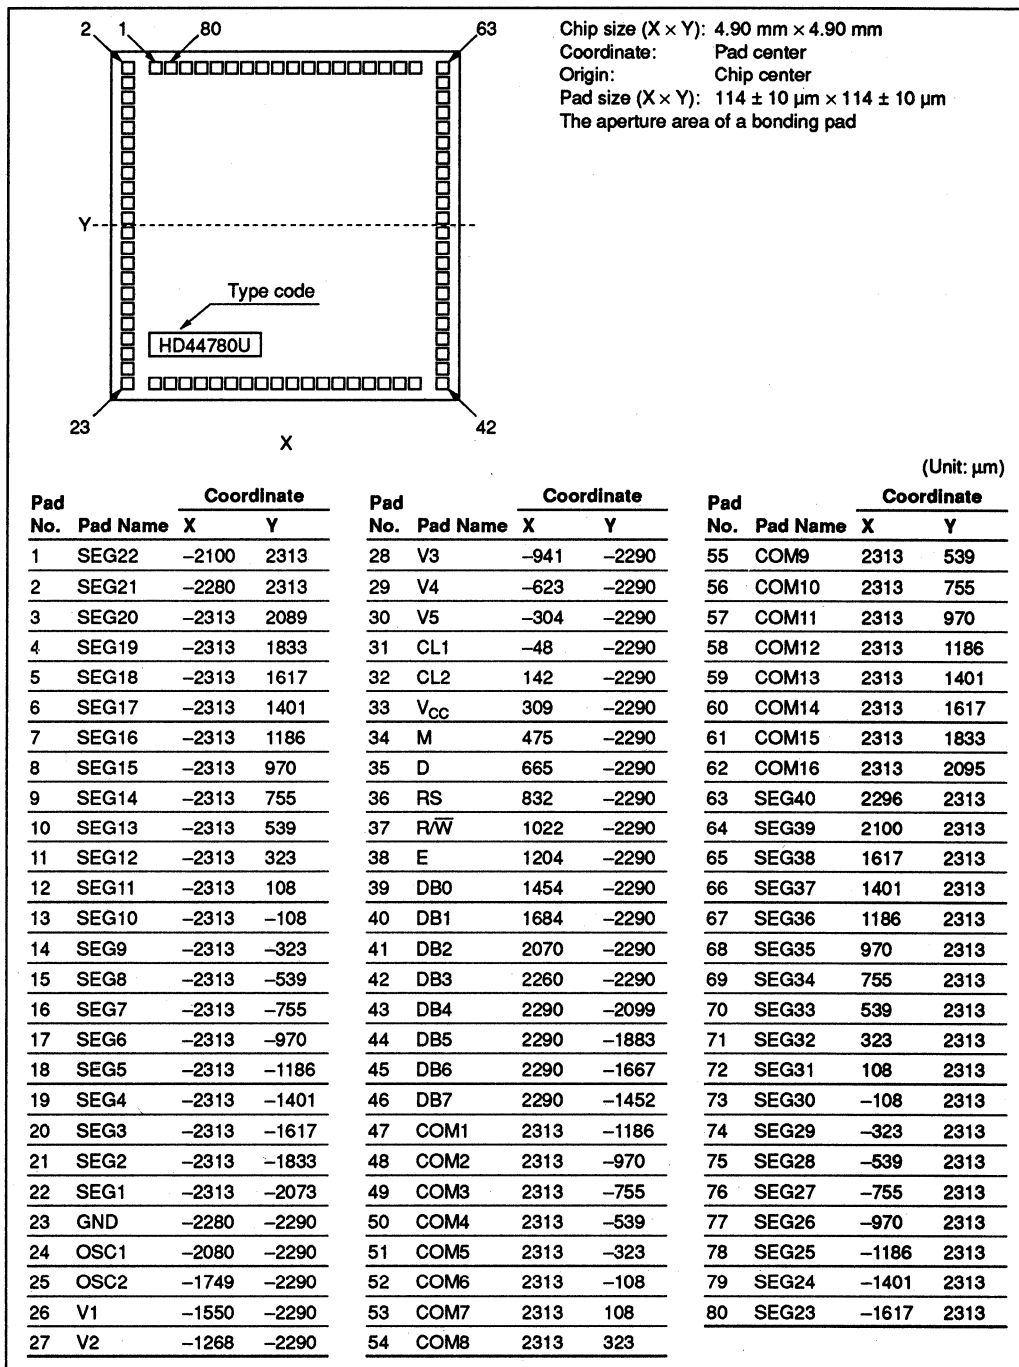 2 1 80 63
Chip size (X × Y): 4.90 mm × 4.90 mm
Coordinate: Pad center
Origin: Chip center
Pad size (X × Y): 114 ± 10 µm × 114 ± 10 µm
The aperture area of a bonding pad
Y
Type code
HD44780U
23 42
X
(Unit: µm)
Pad Coordinate Pad Coordinate Pad Coordinate
No. Pad Name X Y No. Pad Name X Y No. Pad Name X Y
1 SEG22 –2100 2313 28 V3 –941 –2290 55 COM9 2313 539
2 SEG21 –2280 2313 29 V4 –623 –2290 56 COM10 2313 755
3 SEG20 –2313 2089 30 V5 –304 –2290 57 COM11 2313 970
4 SEG19 –2313 1833 31 CL1 –48 –2290 58 COM12 2313 1186
5 SEG18 –2313 1617 32 CL2 142 –2290 59 COM13 2313 1401
6 SEG17 –2313 1401 33 V_CC 309 –2290 60 COM14 2313 1617
7 SEG16 –2313 1186 34 M 475 –2290 61 COM15 2313 1833
8 SEG15 –2313 970 35 D 665 –2290 62 COM16 2313 2095
9 SEG14 –2313 755 36 RS 832 –2290 63 SEG40 2296 2313
10 SEG13 –2313 539 37 R/W̅ 1022 –2290 64 SEG39 2100 2313
11 SEG12 –2313 323 38 E 1204 –2290 65 SEG38 1617 2313
12 SEG11 –2313 108 39 DB0 1454 –2290 66 SEG37 1401 2313
13 SEG10 –2313 –108 40 DB1 1684 –2290 67 SEG36 1186 2313
14 SEG9 –2313 –323 41 DB2 2070 –2290 68 SEG35 970 2313
15 SEG8 –2313 –539 42 DB3 2260 –2290 69 SEG34 755 2313
16 SEG7 –2313 –755 43 DB4 2290 –2099 70 SEG33 539 2313
17 SEG6 –2313 –970 44 DB5 2290 –1883 71 SEG32 323 2313
18 SEG5 –2313 –1186 45 DB6 2290 –1667 72 SEG31 108 2313
19 SEG4 –2313 –1401 46 DB7 2290 –1452 73 SEG30 –108 2313
20 SEG3 –2313 –1617 47 COM1 2313 –1186 74 SEG29 –323 2313
21 SEG2 –2313 –1833 48 COM2 2313 –970 75 SEG28 –539 2313
22 SEG1 –2313 –2073 49 COM3 2313 –755 76 SEG27 –755 2313
23 GND –2280 –2290 50 COM4 2313 –539 77 SEG26 –970 2313
24 OSC1 –2080 –2290 51 COM5 2313 –323 78 SEG25 –1186 2313
25 OSC2 –1749 –2290 52 COM6 2313 –108 79 SEG24 –1401 2313
26 V1 –1550 –2290 53 COM7 2313 108 80 SEG23 –1617 2313
27 V2 –1268 –2290 54 COM8 2313 323